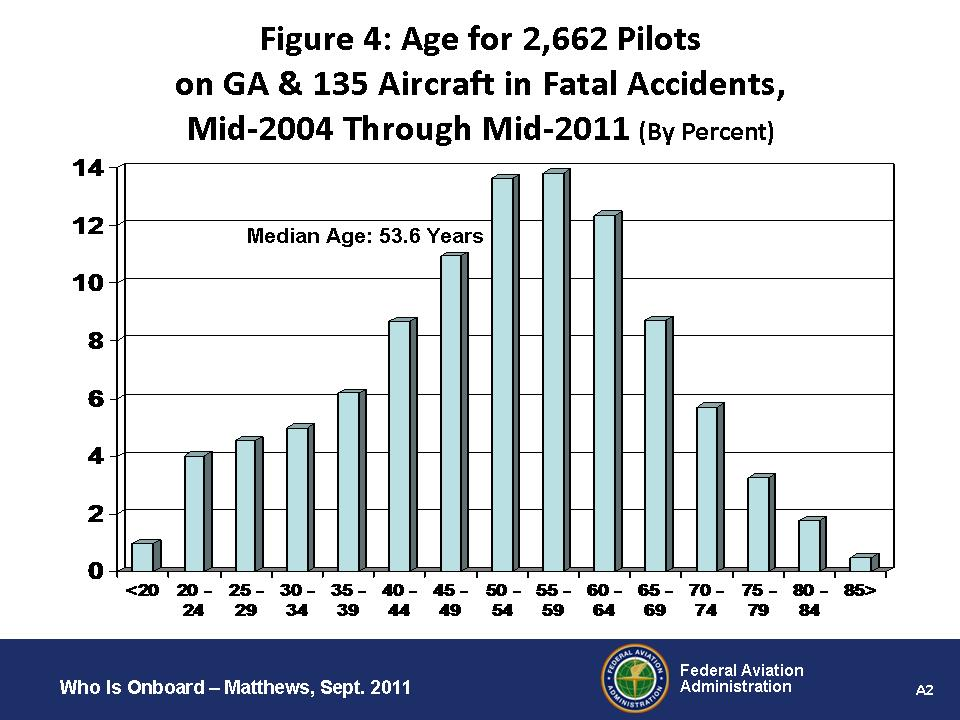 Figure 4: Age for 2,662 Pilots
on GA & 135 Aircraft in Fatal Accidents,
Mid-2004 Through Mid-2011 (By Percent)
14
12
10
8
6
4
2
0
Median Age: 53.6 Years
<20 20 – 25 – 30 – 35 – 40 – 45 – 50 – 55 – 60 – 65 – 70 – 75 – 80 – 85>
24 29 34 39 44 49 54 59 64 69 74 79 84
Who Is Onboard – Matthews, Sept. 2011
FEDERAL AVIATION
ADMINISTRATION
Federal Aviation
Administration
A2